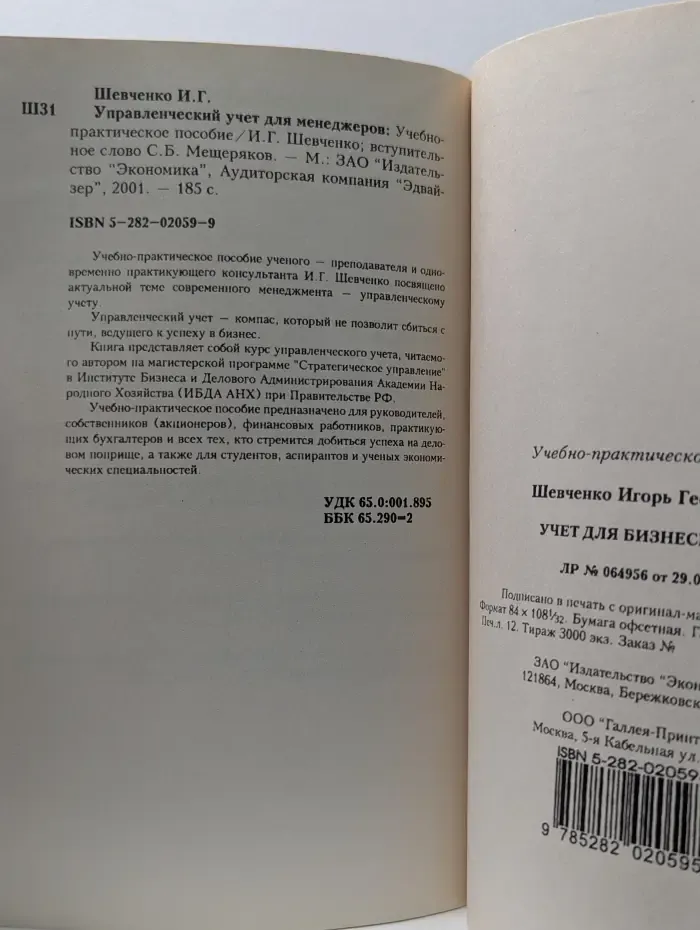 Шевченко И.Г.
Ш31 Управленческий учет для менеджеров: Учебно-
практическое пособие/И.Г. Шевченко; вступитель-
ное слово С.Б. Мещеряков. — М.: ЗАО "Издатель-
ство "Экономика", Аудиторская компания "Эдвай-
зер", 2001. — 185 с.
ISBN 5-282-02059-9
Учебно-практическое пособие ученого — преподавателя и одно-
временно практикующего консультанта И.Г. Шевченко посвящено
актуальной теме современного менеджмента — управленческому
учету.
Управленческий учет — компас, который не позволит сбиться с
пути, ведущего к успеху в бизнес.
Книга представляет собой курс управленческого учета, читаемо-
го автором на магистерской программе "Стратегическое управление"
в Институте Бизнеса и Делового Администрирования Академии На-
родного Хозяйства (ИБДА АНХ) при Правительстве РФ.
Учебно-практическое пособие предназначено для руководителей,
собственников (акционеров), финансовых работников, практикую-
щих бухгалтеров и всех тех, кто стремится добиться успеха на дело-
вом поприще, а также для студентов, аспирантов и ученых экономи-
ческих специальностей.
УДК 65.0:001.895
ББК 65.290-2
Учебно-практическо
Шевченко Игорь Ге
УЧЕТ ДЛЯ БИЗНЕС
ЛР № 064956 от 29.0
Подписано в печать с оригинал-ма
Формат 84 x 108 1/32. Бумага офсетная. Г
Печ.л. 12. Тираж 3000 экз. Заказ №
ЗАО "Издательство "Экон
121864, Москва, Бережковс
ООО "Галлея-Принт
Москва, 5-я Кабельная ул.
ISBN 5-282-02059
9 785282 020595